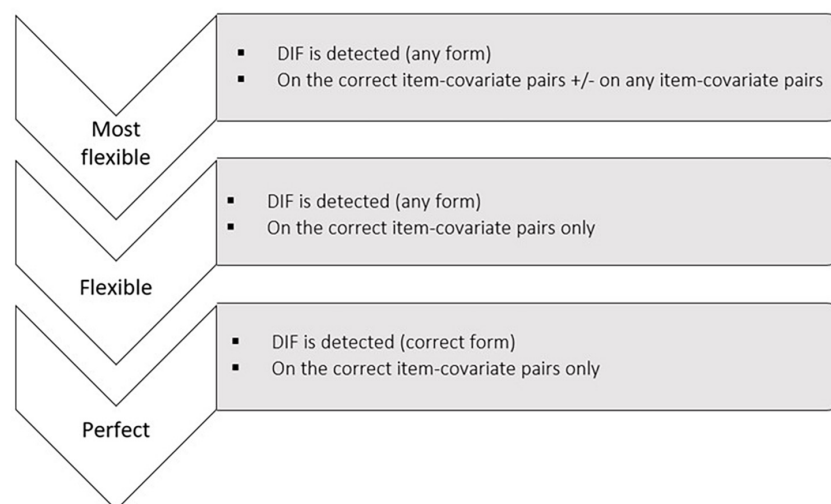 Most
flexible
▪ DIF is detected (any form)
▪ On the correct item-covariate pairs +/- on any item-covariate pairs
Flexible
▪ DIF is detected (any form)
▪ On the correct item-covariate pairs only
Perfect
▪ DIF is detected (correct form)
▪ On the correct item-covariate pairs only